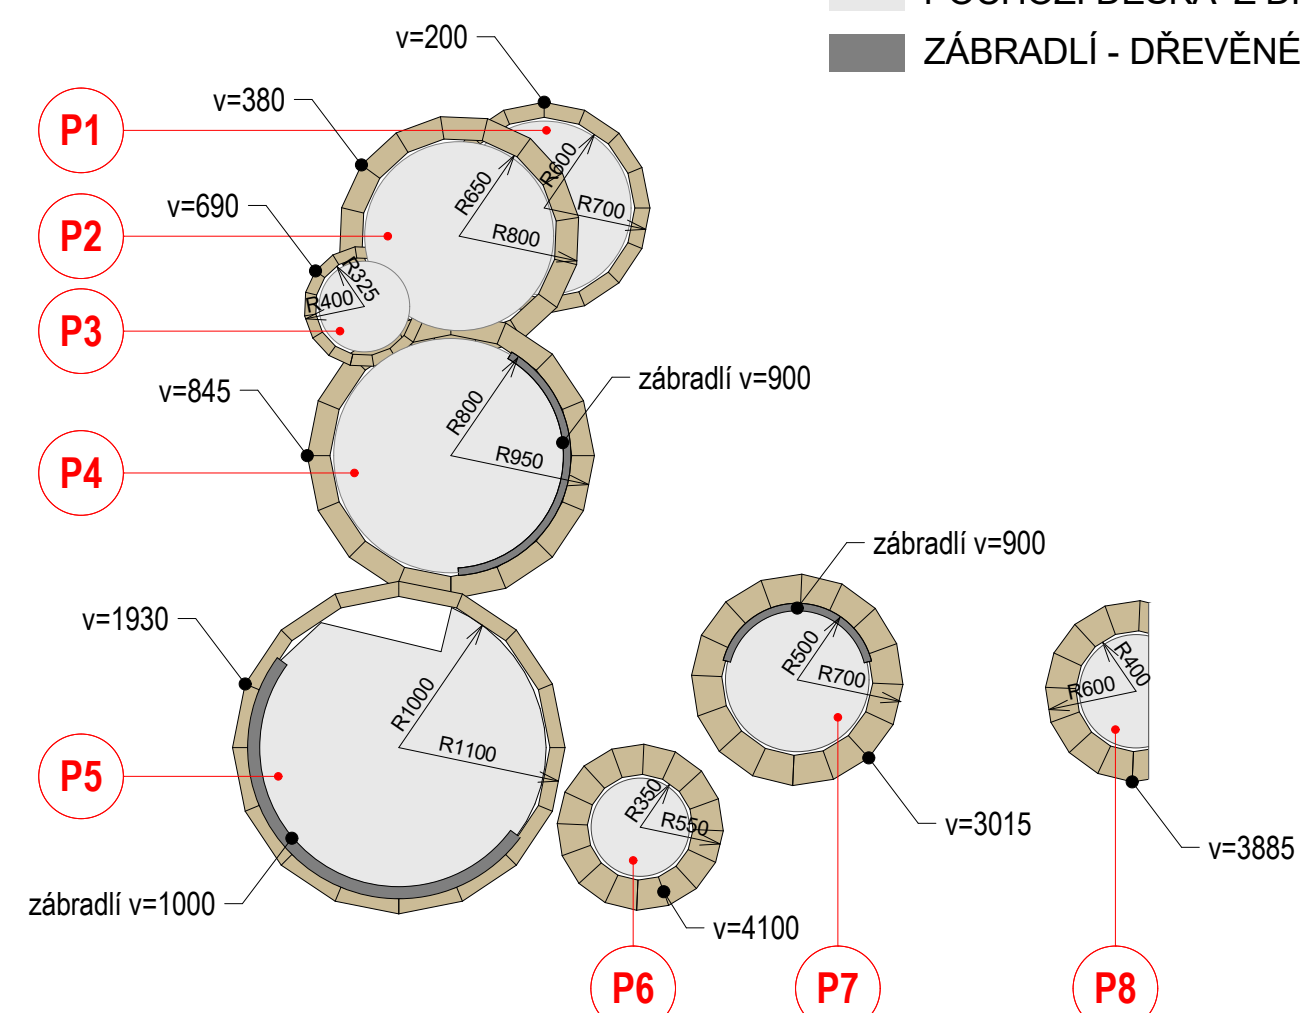 ZÁBRADLÍ - DŘEVĚNÉ
v=200
v=380
P1
R600
R650
R700
v=690
P2
R800
R325
R400
P3
zábradlí v=900
v=845
R800
R950
P4
zábradlí v=900
v=1930
R500
R700
R400
R600
R1000
R1100
P5
R350
R550
v=3015
v=3885
zábradlí v=1000
v=4100
P6
P7
P8